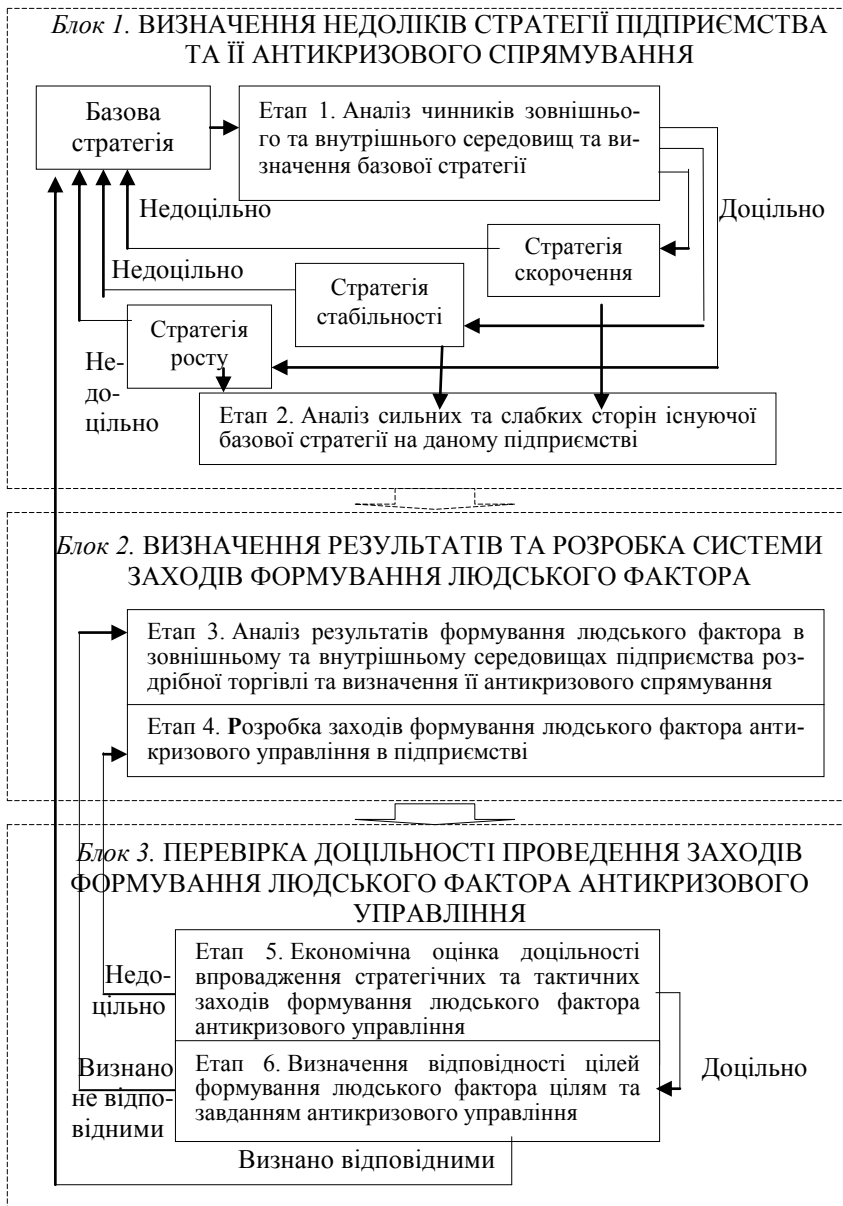 Блок 1. ВИЗНАЧЕННЯ НЕДОЛІКІВ СТРАТЕГІЇ ПІДПРИЄМСТВА
ТА ЇЇ АНТИКРИЗОВОГО СПРЯМУВАННЯ
Базова
стратегія
Етап 1. Аналіз чинників зовнішньо-
го та внутрішнього середовищ та ви-
значення базової стратегії
Недоцільно
Доцільно
Стратегія
скорочення
Недоцільно
Стратегія
стабільності
Стратегія
росту
Не-
до-
цільно
Етап 2. Аналіз сильних та слабких сторін існуючої
базової стратегії на даному підприємстві
Блок 2. ВИЗНАЧЕННЯ РЕЗУЛЬТАТІВ ТА РОЗРОБКА СИСТЕМИ
ЗАХОДІВ ФОРМУВАННЯ ЛЮДСЬКОГО ФАКТОРА
Етап 3. Аналіз результатів формування людського фактора в
зовнішньому та внутрішньому середовищах підприємства роз-
дрібної торгівлі та визначення її антикризового спрямування
Етап 4. Розробка заходів формування людського фактора анти-
кризового управління в підприємстві
Блок 3. ПЕРЕВІРКА ДОЦІЛЬНОСТІ ПРОВЕДЕННЯ ЗАХОДІВ
ФОРМУВАННЯ ЛЮДСЬКОГО ФАКТОРА АНТИКРИЗОВОГО
УПРАВЛІННЯ
Етап 5. Економічна оцінка доцільності
впровадження стратегічних та тактичних
заходів формування людського фактора
антикризового управління
Недо-
цільно
Етап 6. Визначення відповідності цілей
формування людського фактора цілям та
завданням антикризового управління
Визнано
не відпо-
відними
Доцільно
Визнано відповідними